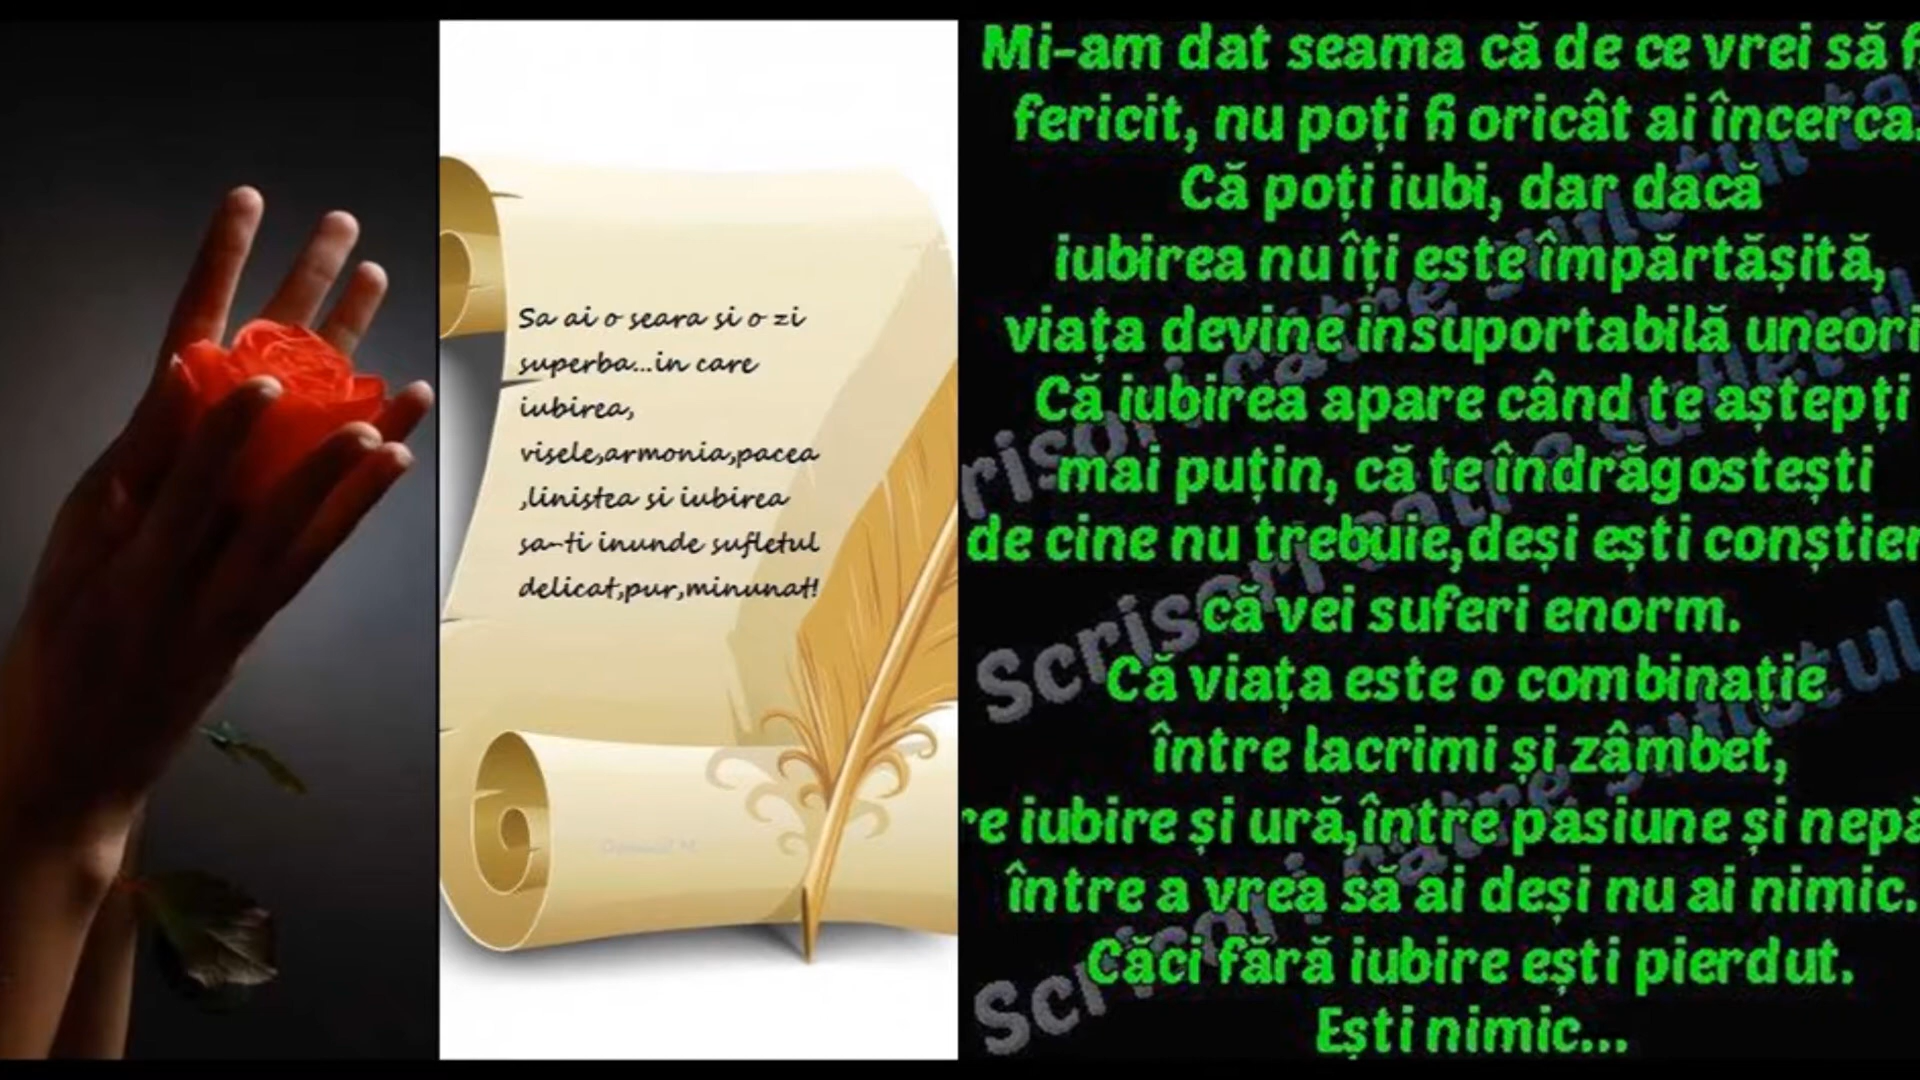 Sa ai o seara si o zi
superba...in care
iubirea,
visele,armonia,pacea
,linistea si iubirea
sa-ti inunde sufletul
delicat,pur,minunat!
Mi-am dat seama că de ce vrei să fi
fericit, nu poți fi oricât ai încerca.
Că poți iubi, dar dacă
iubirea nu îți este împărtășită,
viața devine insuportabilă uneori
Că iubirea apare când te aștepți
mai puțin, că te îndrăgostești
de cine nu trebuie,deși ești conștien
că vei suferi enorm.
Că viața este o combinație
între lacrimi și zâmbet,
re iubire și ură,între pasiune și nepă
între a vrea să ai deși nu ai nimic.
Căci fără iubire ești pierdut.
Ești nimic...